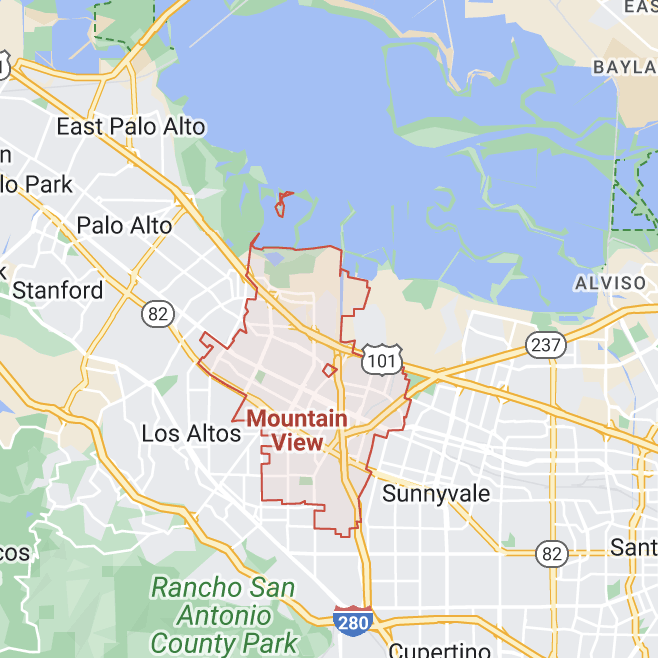 EAS
BAYLA
1
East Palo Alto
n
lo Park
Palo Alto
k
Stanford
ALVISO
82
237
101
Los Altos
Mountain
View
Sunnyvale
cos
82
Sant
Rancho San
Antonio
County Park
280
Cupertino